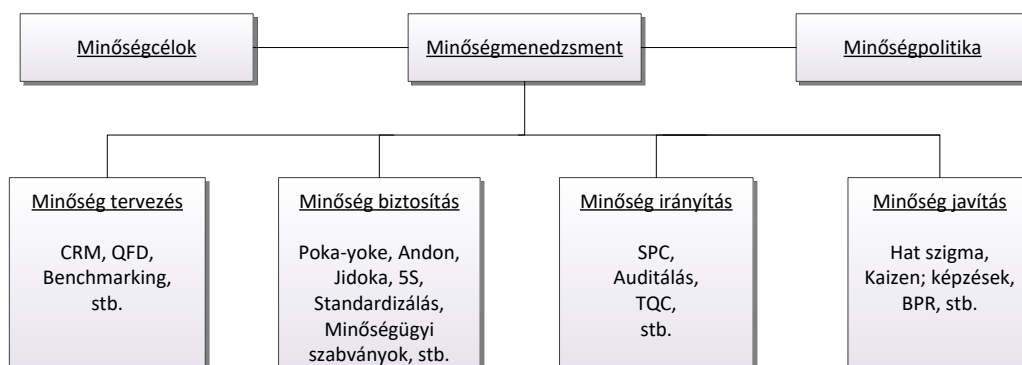 Minőségcélok
Minőségmenedzsment
Minőségpolitika
Minőség tervezés
CRM, QFD,
Benchmarking,
stb.
Minőség biztosítás
Poka-yoke, Andon,
Jidoka, 5S,
Standardizálás,
Minőségügyi
szabványok, stb.
Minőség irányítás
SPC,
Auditálás,
TQC,
stb.
Minőség javítás
Hat szigma,
Kaizen; képzések,
BPR, stb.